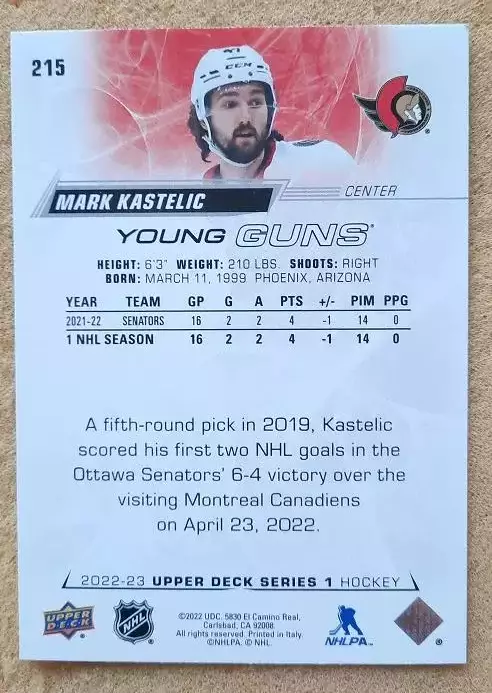 215
CCM
MARK KASTELIC
CENTER
YOUNG GUNS®
HEIGHT: 6'3" WEIGHT: 210 LBS. SHOOTS: RIGHT
BORN: MARCH 11, 1999 PHOENIX, ARIZONA
YEAR TEAM GP G A PTS +/- PIM PPG
2021-22 SENATORS 16 2 2 4 -1 14 0
1 NHL SEASON 16 2 2 4 -1 14 0
A fifth-round pick in 2019, Kastelic
scored his first two NHL goals in the
Ottawa Senators' 6-4 victory over the
visiting Montreal Canadiens
on April 23, 2022.
2022-23 UPPER DECK SERIES 1 HOCKEY
UPPER DECK
NHL
©2022 UDC. 5830 El Camino Real,
Carlsbad, CA 92008.
All rights reserved. Printed in Italy.
©NHLPA. © NHL.
NHLPA